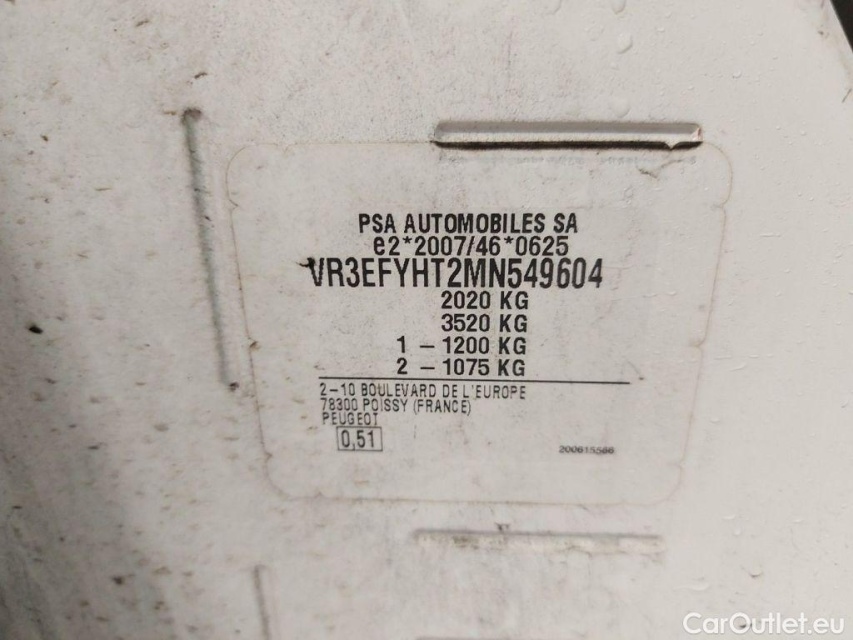 PSA AUTOMOBILES SA
e2*2007/46*0625
VR3EFYHT2MN549604
2020 KG
3520 KG
1 - 1200 KG
2 - 1075 KG
2-10 BOULEVARD DE L'EUROPE
78300 POISSY (FRANCE)
PEUGEOT
0,51
200615566
CarOutlet.eu